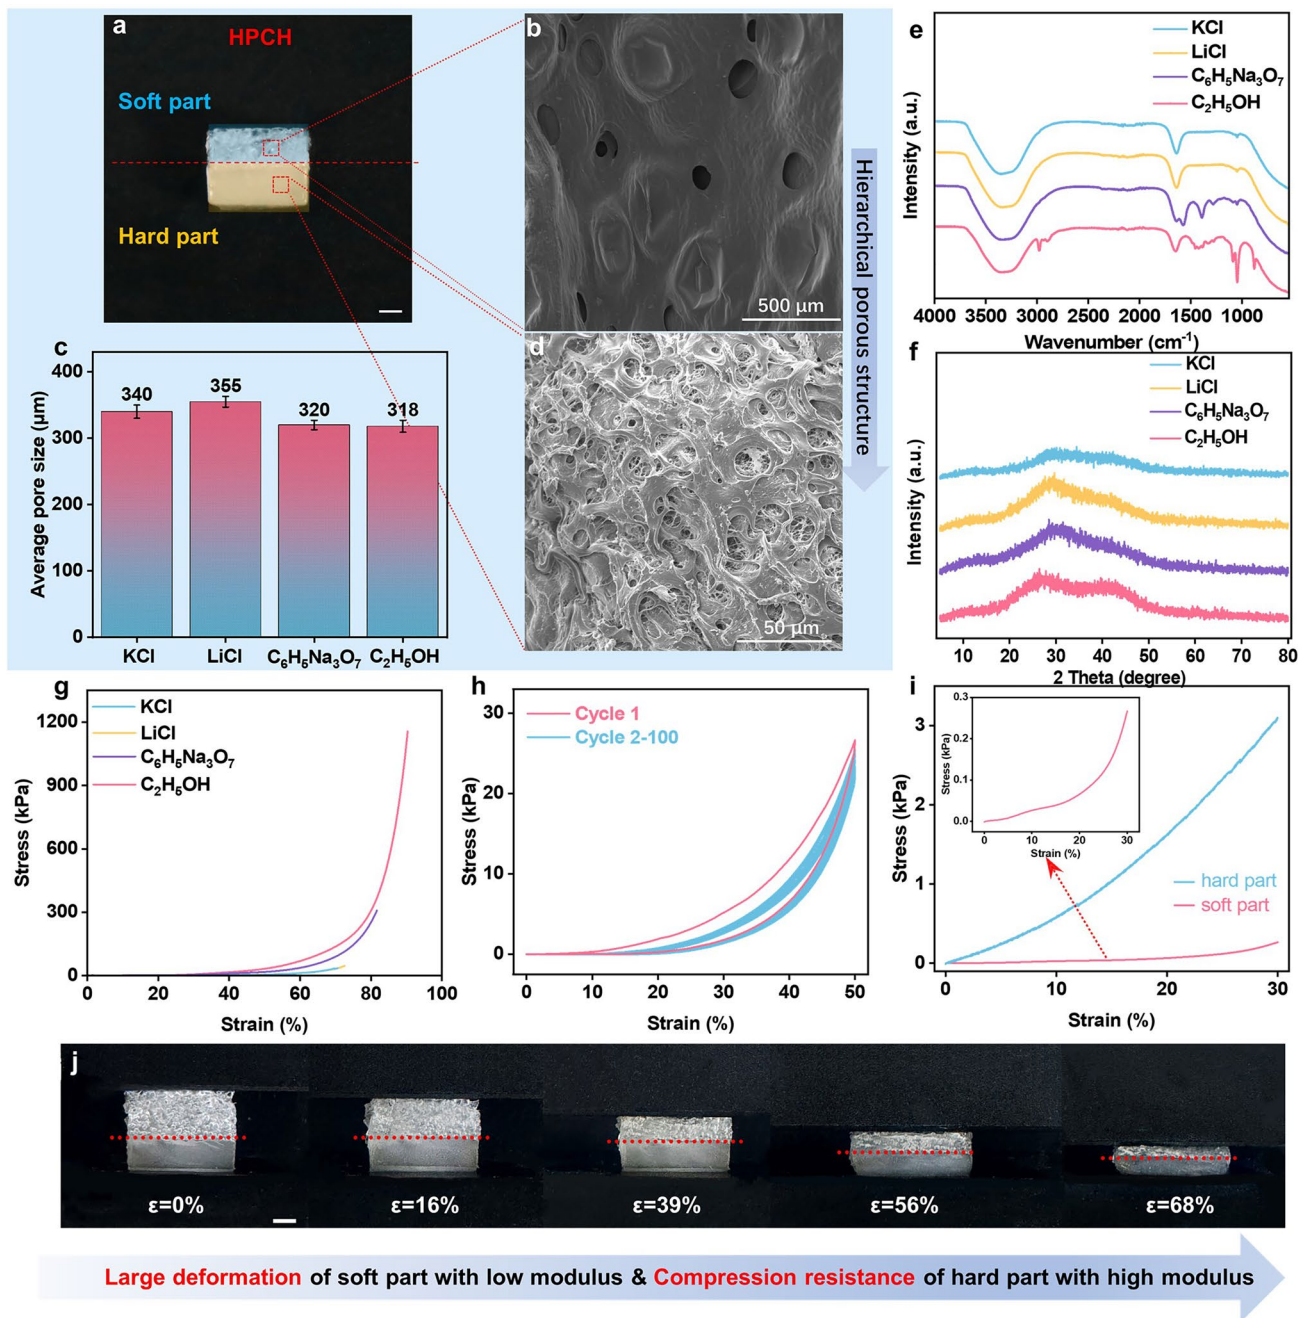 a
HPCH
Soft part
Hard part
b
500 μm
Hierarchical porous structure
c
Average pore size (μm)
400
300
200
100
0
340
355
320
318
KCl
LiCl
C₆H₅Na₃O₇
C₂H₅OH
d
50 μm
e
KCl
LiCl
C₆H₅Na₃O₇
C₂H₅OH
Intensity (a.u.)
4000 3500 3000 2500 2000 1500 1000
Wavenumber (cm⁻¹)
f
KCl
LiCl
C₆H₅Na₃O₇
C₂H₅OH
Intensity (a.u.)
10 20 30 40 50 60 70 80
2 Theta (degree)
g
KCl
LiCl
C₆H₅Na₃O₇
C₂H₅OH
Stress (kPa)
1200
900
600
300
0
0 20 40 60 80 100
Strain (%)
h
Cycle 1
Cycle 2-100
Stress (kPa)
30
20
10
0
0 10 20 30 40 50
Strain (%)
i
Stress (kPa)
3
2
1
0
0.3
0.2
0.1
0.0
Stress (kPa)
0 10 20 30
Strain (%)
hard part
soft part
0 10 20 30
Strain (%)
j
ε=0%
ε=16%
ε=39%
ε=56%
ε=68%
Large deformation of soft part with low modulus & Compression resistance of hard part with high modulus